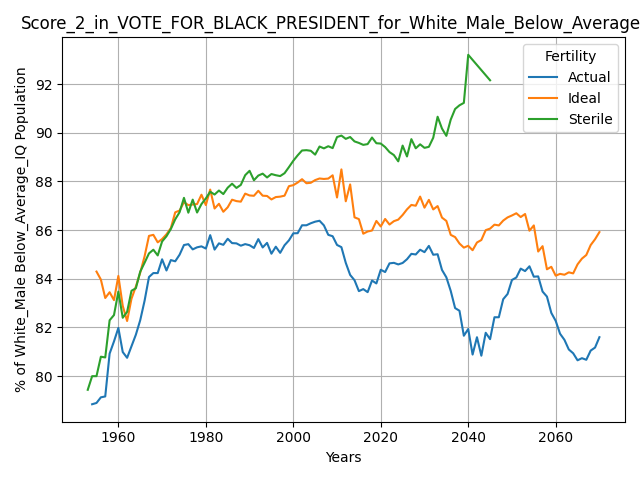 Score_2_in_VOTE_FOR_BLACK_PRESIDENT_for_White_Male_Below_Average
% of White_Male Below_Average_IQ Population
92
90
88
86
84
82
80
Fertility
Actual
Ideal
Sterile
1960 1980 2000 2020 2040 2060
Years